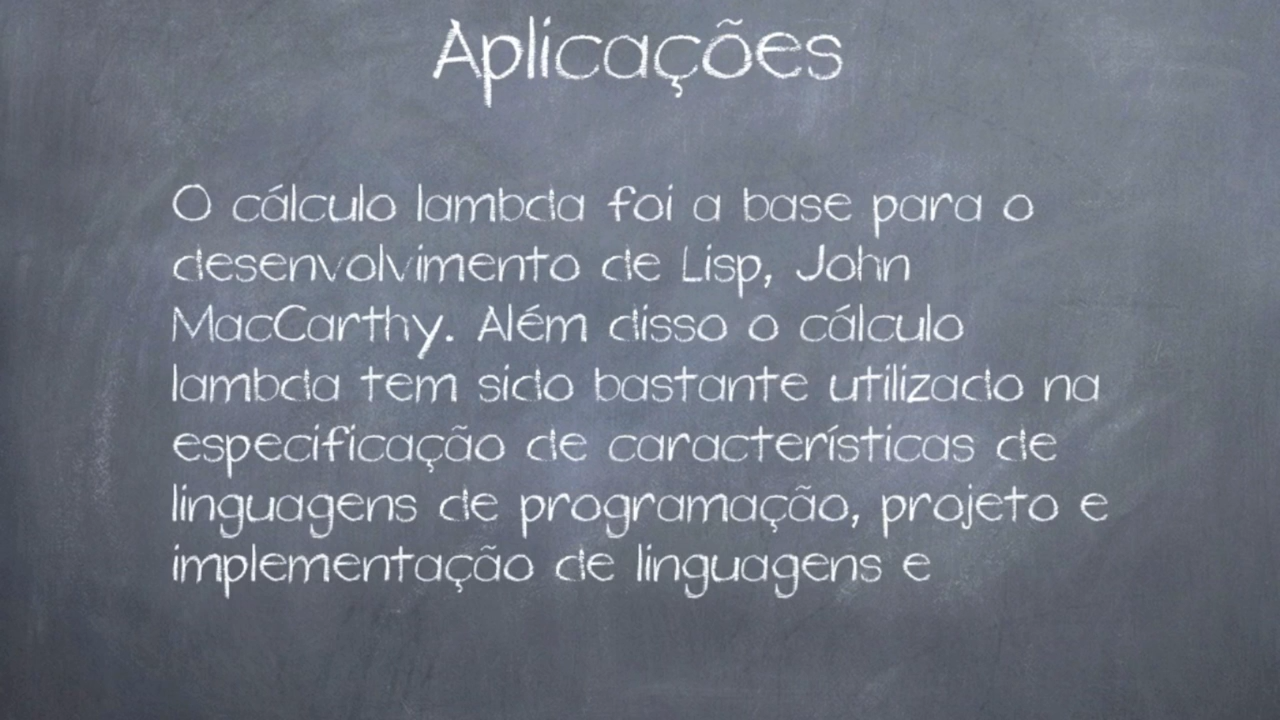 Aplicações
O cálculo lambda foi a base para o
desenvolvimento de Lisp, John
MacCarthy. Além disso o cálculo
lambda tem sido bastante utilizado na
especificação de características de
linguagens de programação, projeto e
implementação de linguagens e